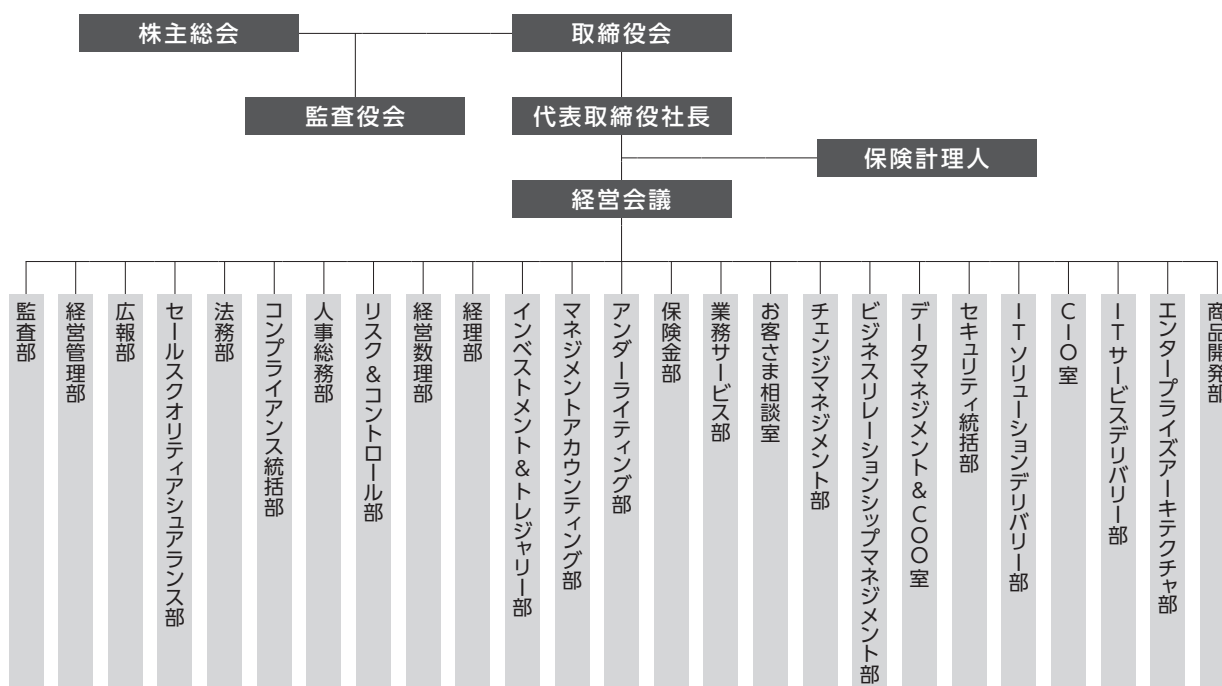 株主総会
取締役会
監査役会
代表取締役社長
保険計理人
経営会議
監査部
経営管理部
広報部
セールスクオリティアシュアランス部
法務部
コンプライアンス統括部
人事総務部
リスク&コントロール部
経営数理部
経理部
インベストメント&トレジャリー部
マネジメントアカウンティング部
アンダーライティング部
保険金部
業務サービス部
お客さま相談室
チェンジマネジメント部
ビジネスリレーションシップマネジメント部
データマネジメント&COO室
セキュリティ統括部
ITソリューションデリバリー部
CIO室
ITサービスデリバリー部
エンタープライズアーキテクチャ部
商品開発部